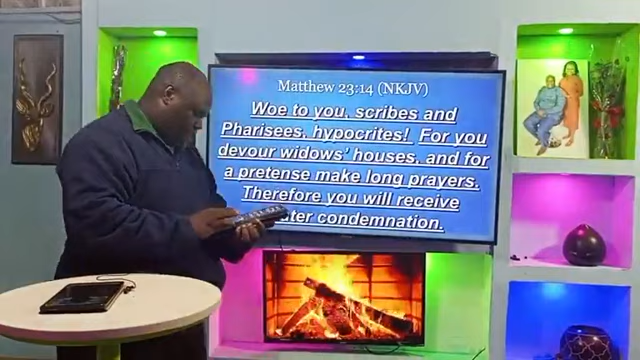 Matthew 23:14 (NKJV)
Woe to you, scribes and
Pharisees, hypocrites! For you
devour widows' houses, and for
a pretense make long prayers.
Therefore you will receive
condemnation.